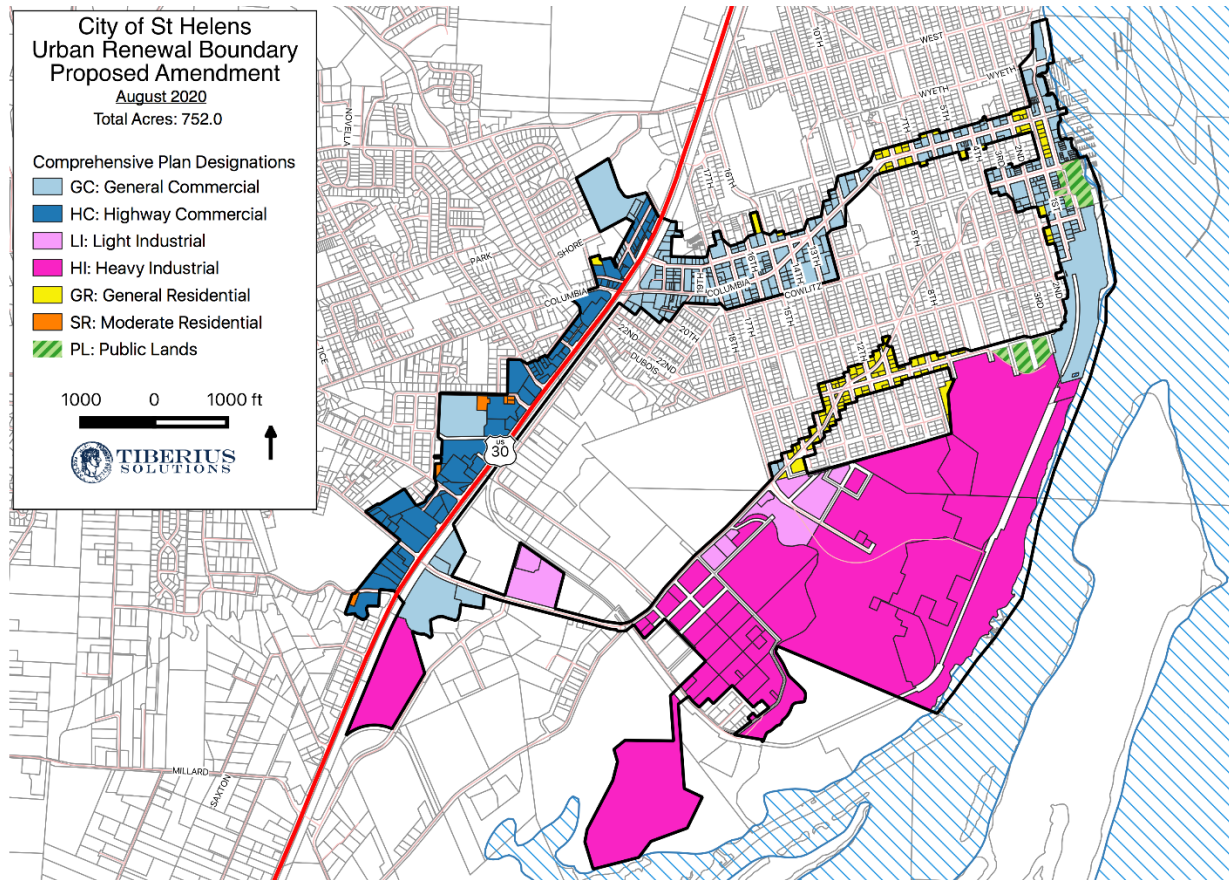 City of St Helens
Urban Renewal Boundary
Proposed Amendment
August 2020
Total Acres: 752.0
Comprehensive Plan Designations
GC: General Commercial
HC: Highway Commercial
LI: Light Industrial
HI: Heavy Industrial
GR: General Residential
SR: Moderate Residential
PL: Public Lands
1000 0 1000 ft
TIBERIUS
SOLUTIONS
NOVELLA
10TH
WEST
WYETH
WYETH
7TH
5TH
4TH
3RD
2ND
1ST
17TH
16TH
SHORE
PARK
COLUMBIA
19TH
COLUMBIA
16TH
14TH
13TH
COWLITZ
15TH
17TH
18TH
20TH
22ND
DUBOIS
22ND
8TH
8TH
12TH
3RD
2ND
TICE
US
30
MILLARD
SAXTON